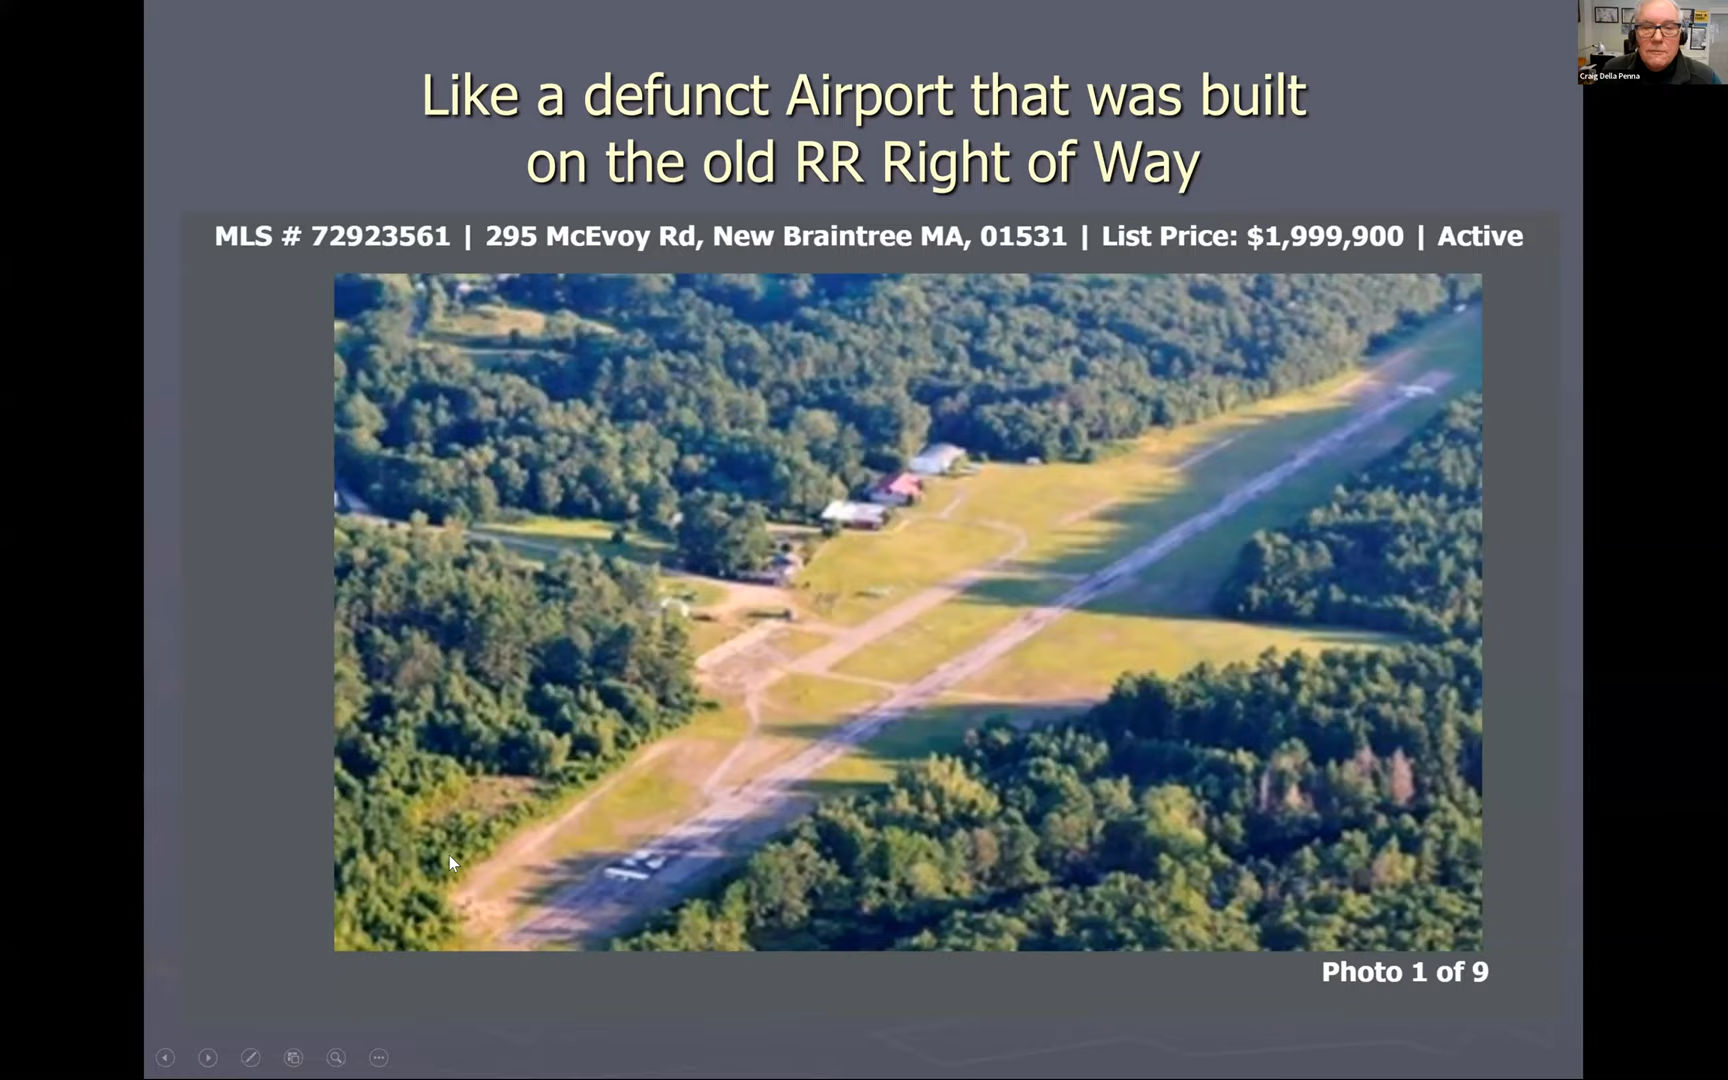 Like a defunct Airport that was built
on the old RR Right of Way
MLS # 72923561 | 295 McEvoy Rd, New Braintree MA, 01531 | List Price: $1,999,900 | Active
Photo 1 of 9
Craig Della Penna